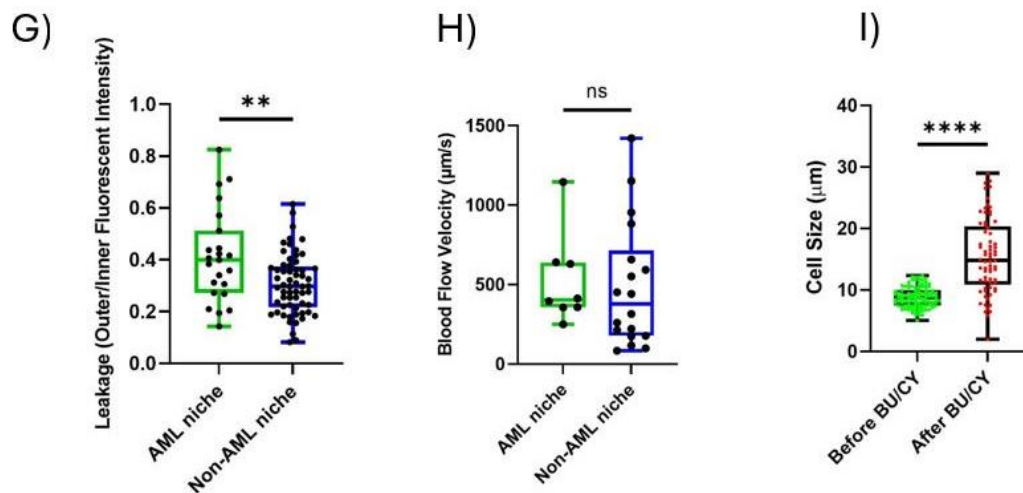 G)
Leakage (Outer/Inner Fluorescent Intensity)
1.0
0.8
0.6
0.4
0.2
0.0
**
AML niche
Non-AML niche
H)
Blood Flow Velocity (µm/s)
1500
1000
500
0
ns
AML niche
Non-AML niche
I)
Cell Size (µm)
40
30
20
10
0
****
Before BU/CY
After BU/CY